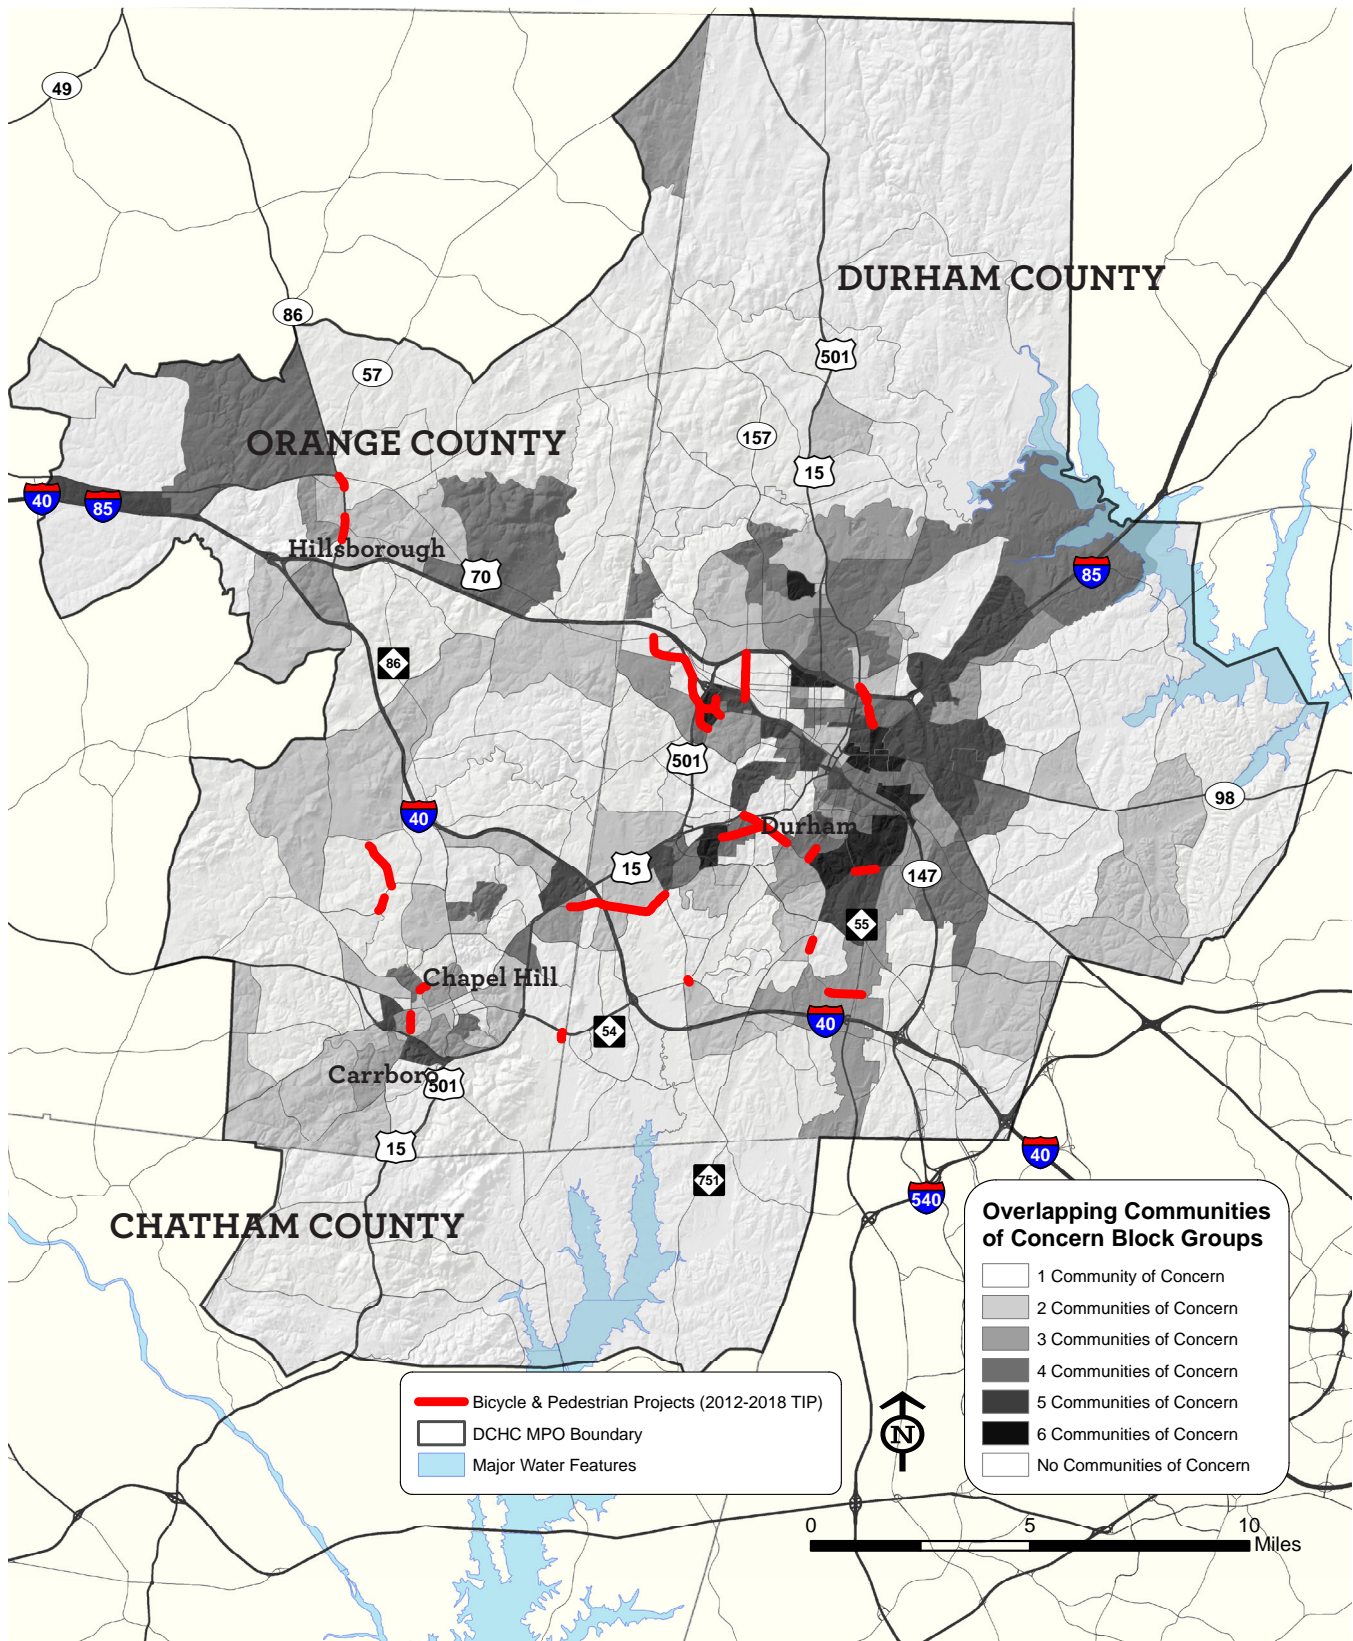 49
DURHAM COUNTY
86
501
57
157
ORANGE COUNTY
15
40
85
Hillsborough
70
85
86
501
40
98
Durham
15
147
55
Chapel Hill
40
54
Carrboro
501
15
40
751
540
CHATHAM COUNTY
Overlapping Communities
of Concern Block Groups
1 Community of Concern
2 Communities of Concern
3 Communities of Concern
4 Communities of Concern
5 Communities of Concern
6 Communities of Concern
No Communities of Concern
Bicycle & Pedestrian Projects (2012-2018 TIP)
DCHC MPO Boundary
Major Water Features
N
0 5 10
Miles